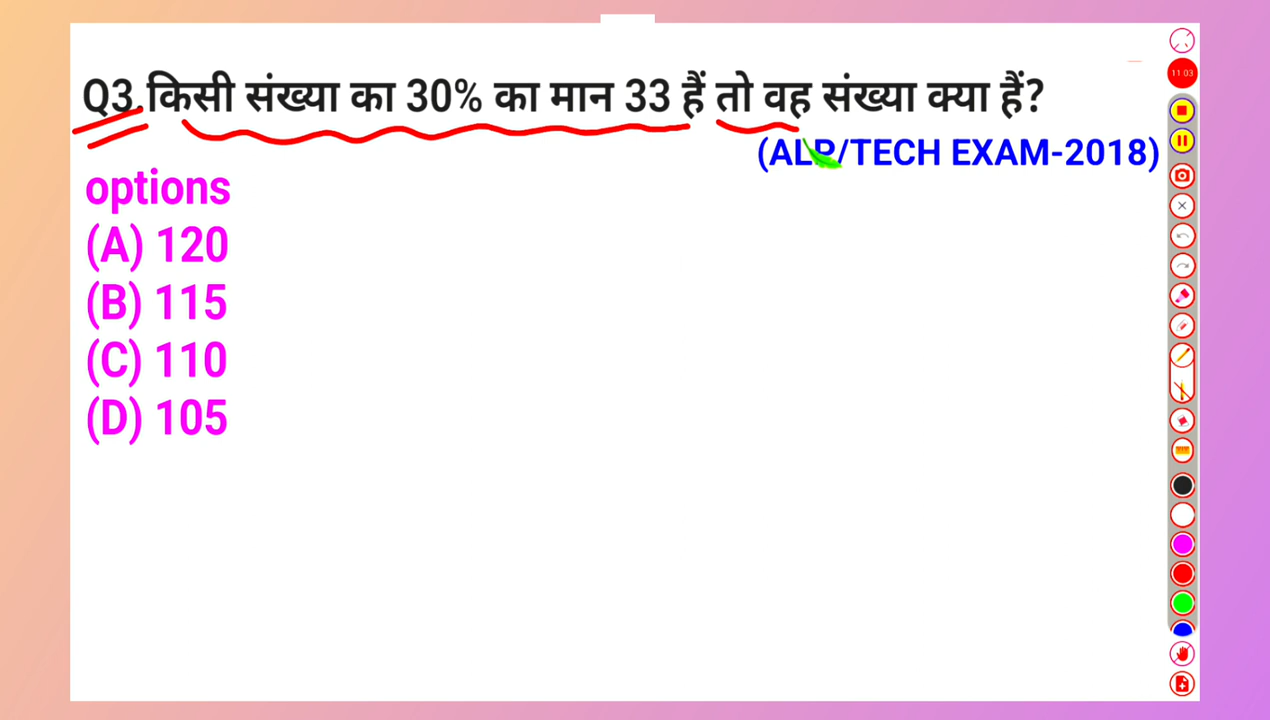 Q3.किसी संख्या का 30% का मान 33 हैं तो वह संख्या क्या हैं?
(ALP/TECH EXAM-2018)
options
(A) 120
(B) 115
(C) 110
(D) 105
11 03